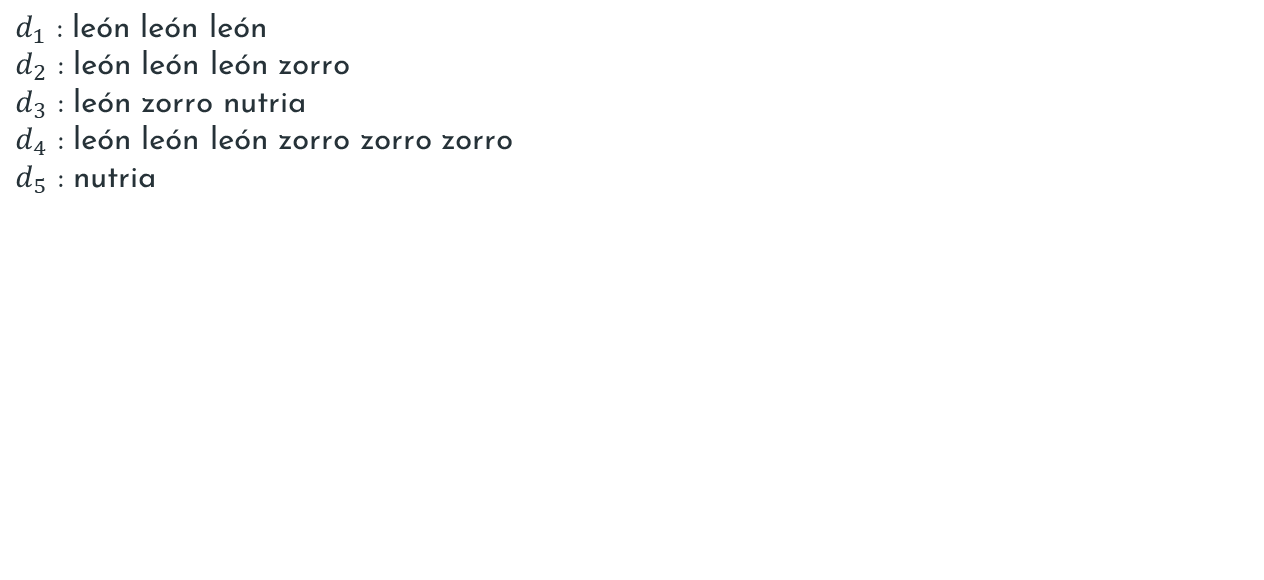 d₁ : león león león
d₂ : león león león zorro
d₃ : león zorro nutria
d₄ : león león león zorro zorro zorro
d₅ : nutria